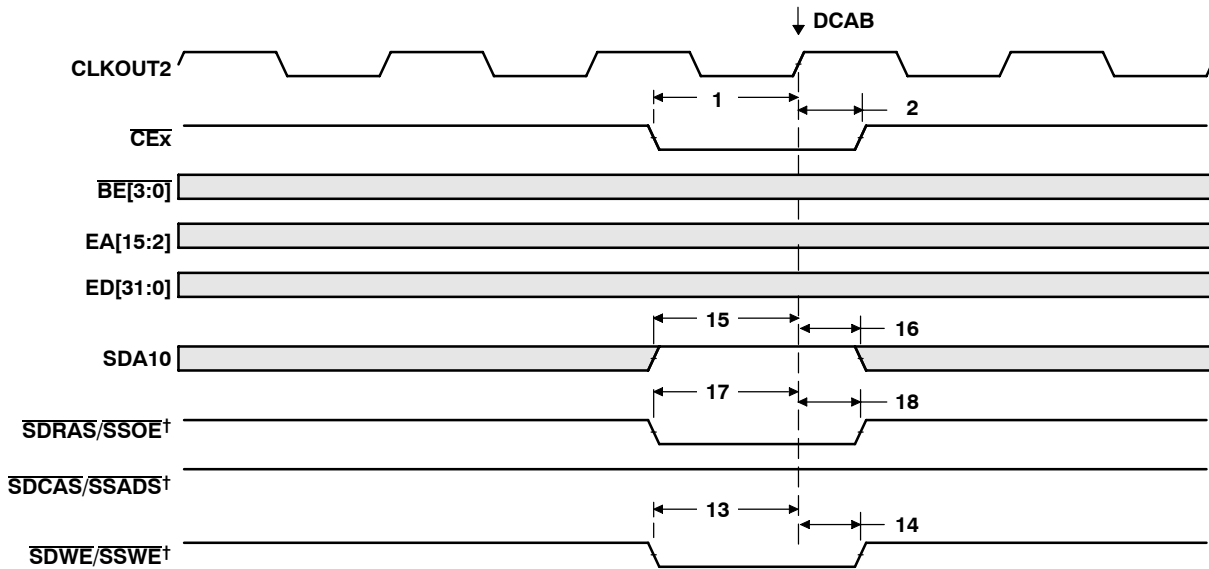 DCAB
CLKOUT2
1
2
CEx
BE[3:0]
EA[15:2]
ED[31:0]
15
16
SDA10
17
18
SDRAS/SSOE†
SDCAS/SSADS†
13
14
SDWE/SSWE†